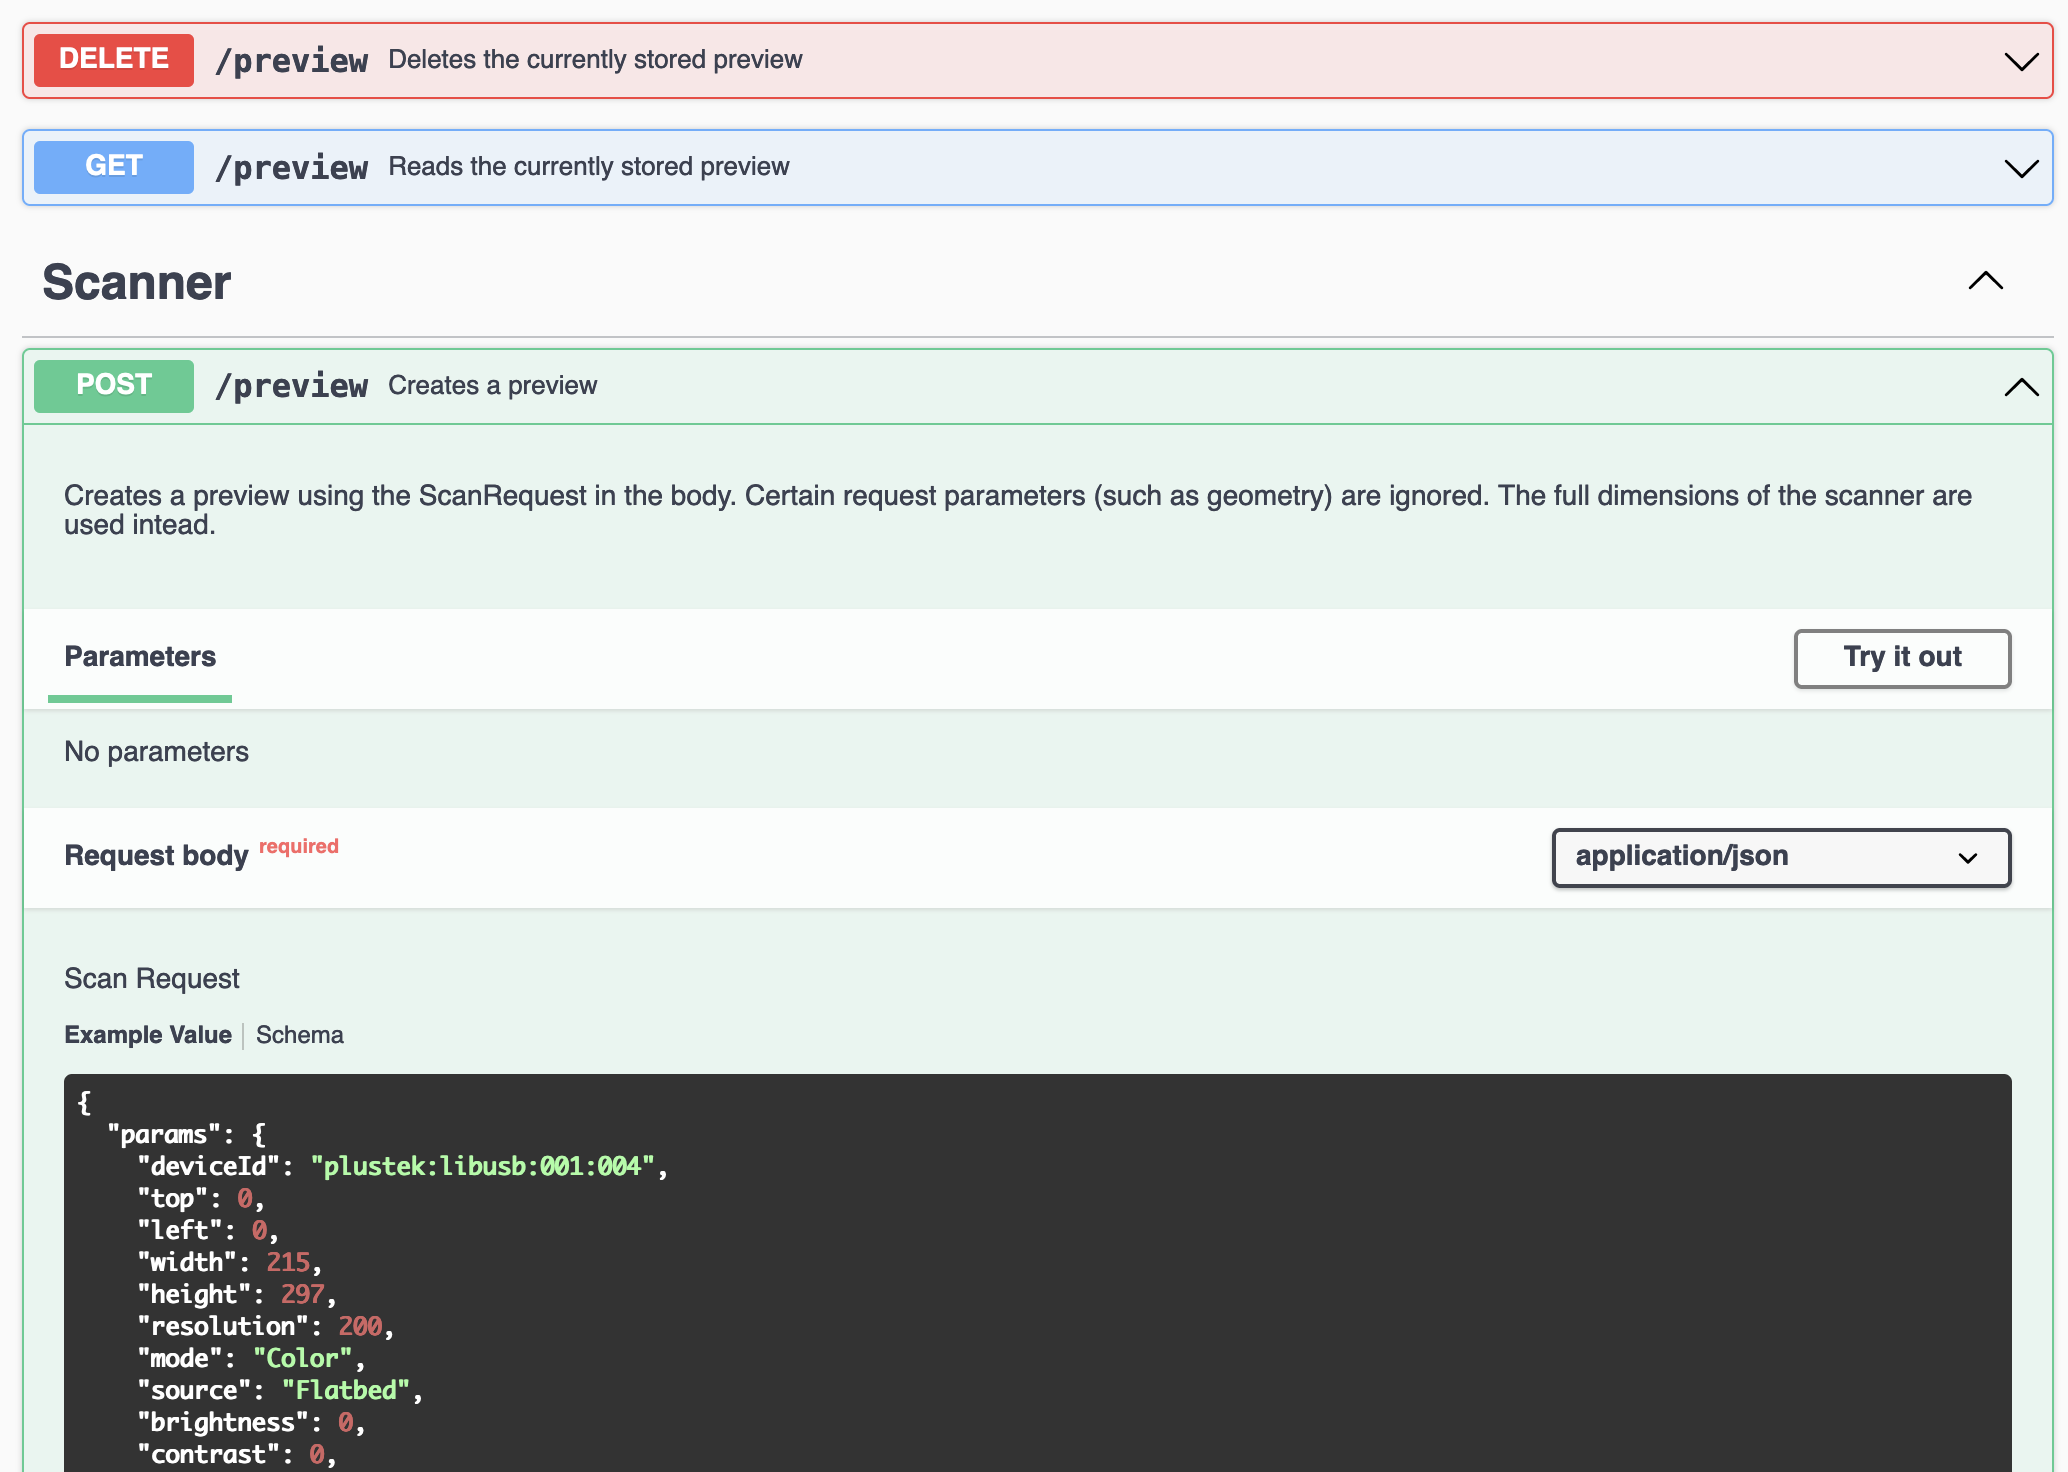 DELETE /preview Deletes the currently stored preview
GET /preview Reads the currently stored preview
Scanner
POST /preview Creates a preview
Creates a preview using the ScanRequest in the body. Certain request parameters (such as geometry) are ignored. The full dimensions of the scanner are
used intead.
Parameters Try it out
No parameters
Request body required application/json
Scan Request
Example Value Schema
{
  "params": {
    "deviceId": "plustek:libusb:001:004",
    "top": 0,
    "left": 0,
    "width": 215,
    "height": 297,
    "resolution": 200,
    "mode": "Color",
    "source": "Flatbed",
    "brightness": 0,
    "contrast": 0,